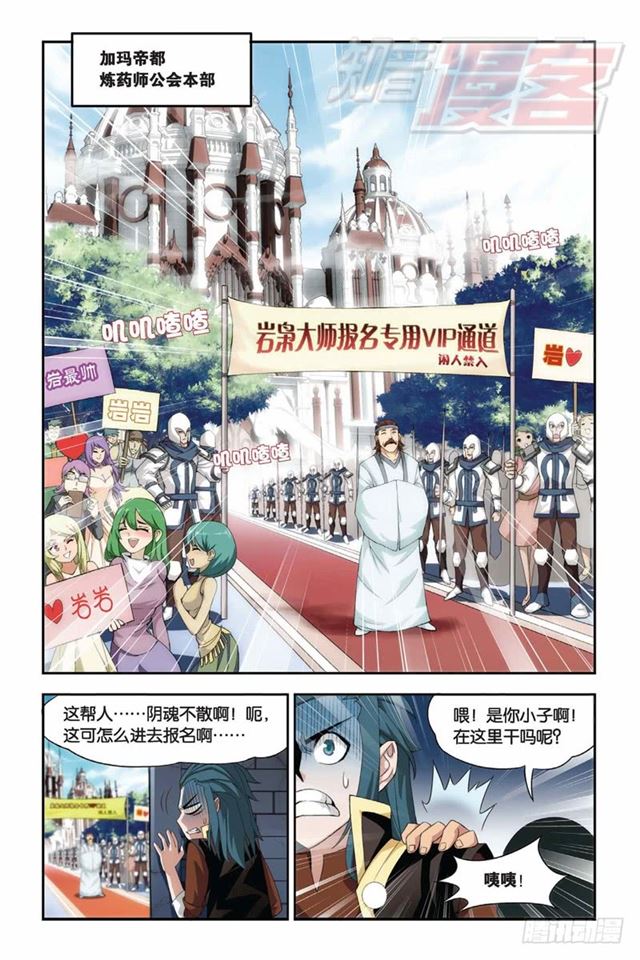 加玛帝都
炼药师公会本部
知音漫客
叽叽喳喳
叽叽喳喳
岩枭大师报名专用VIP通道
闲人禁入
岩❤
岩最帅
岩岩
叽叽喳喳
❤岩岩
这帮人……阴魂不散啊！呃，
这可怎么进去报名啊……
喂！是你小子啊！
在这里干吗呢？
咦咦！
腾讯动漫